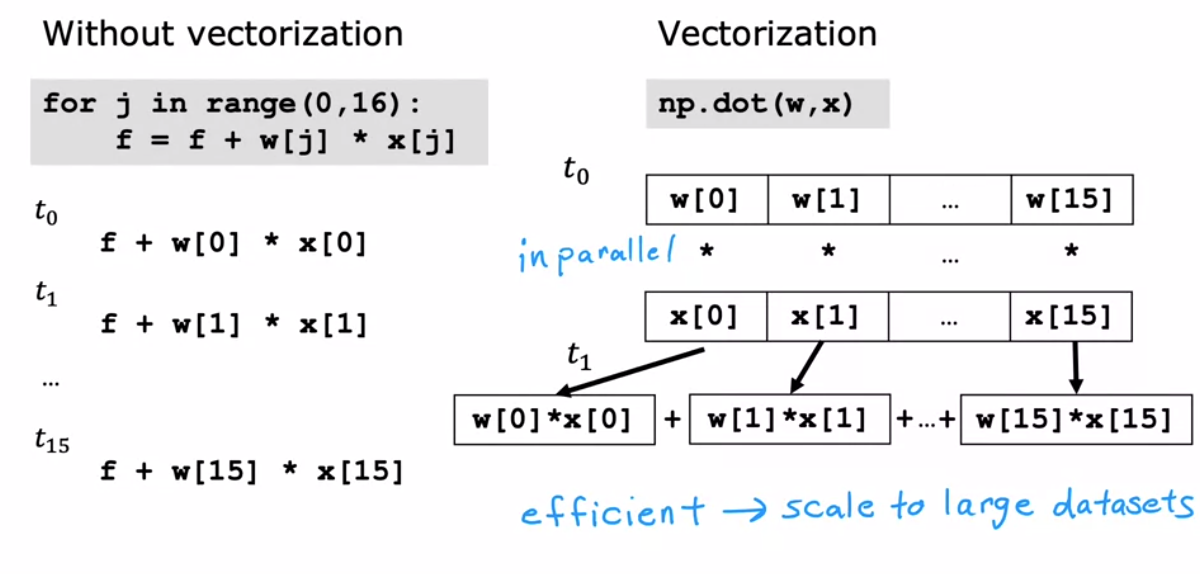 Without vectorization
for j in range(0,16):
    f = f + w[j] * x[j]
t₀
f + w[0] * x[0]
t₁
f + w[1] * x[1]
...
t₁₅
f + w[15] * x[15]
Vectorization
np.dot(w,x)
t₀
w[0] w[1] ... w[15]
in parallel * * ... *
x[0] x[1] ... x[15]
t₁
w[0]*x[0] + w[1]*x[1] +...+ w[15]*x[15]
efficient → scale to large datasets